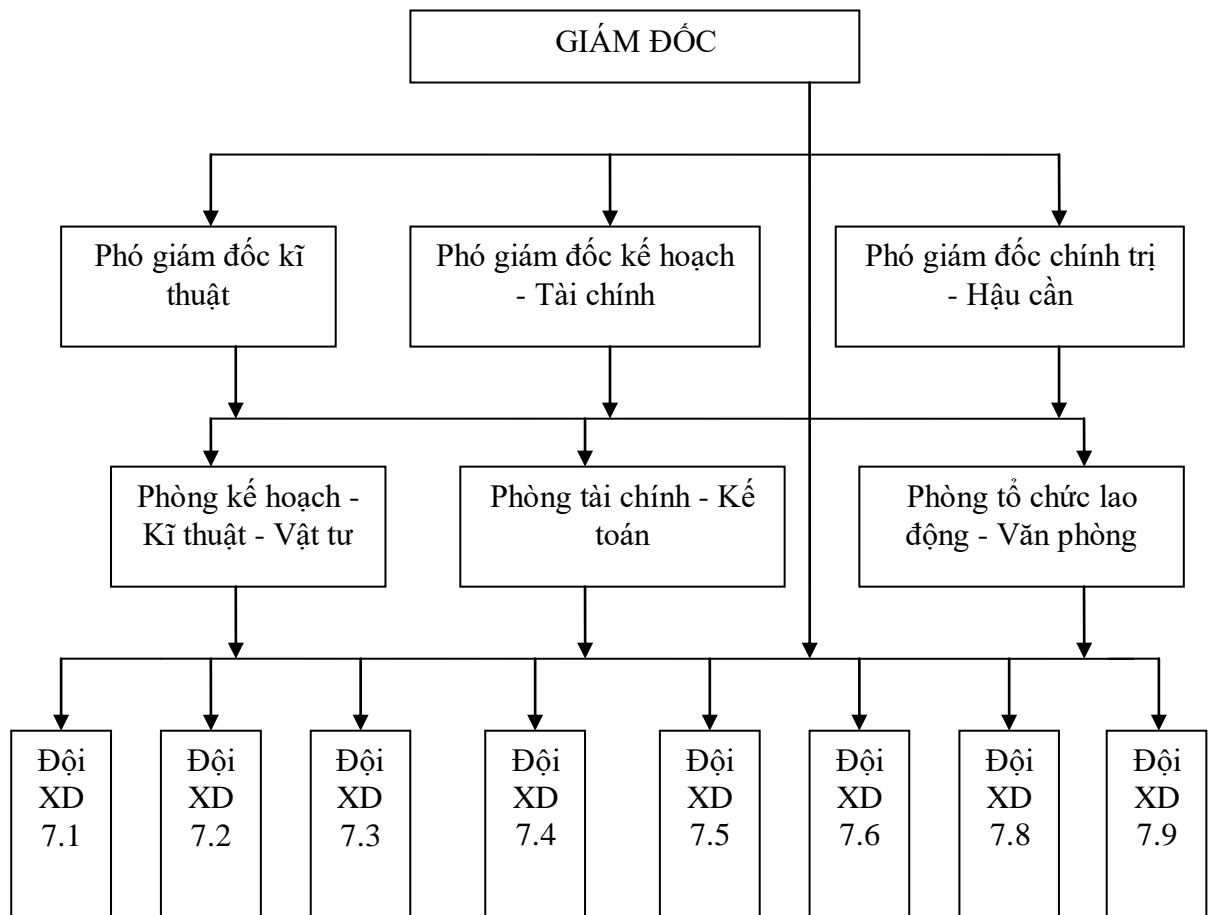 GIÁM ĐỐC
Phó giám đốc kĩ
thuật
Phó giám đốc kế hoạch
- Tài chính
Phó giám đốc chính trị
- Hậu cần
Phòng kế hoạch -
Kĩ thuật - Vật tư
Phòng tài chính - Kế
toán
Phòng tổ chức lao
động - Văn phòng
Đội
XD
7.1
Đội
XD
7.2
Đội
XD
7.3
Đội
XD
7.4
Đội
XD
7.5
Đội
XD
7.6
Đội
XD
7.8
Đội
XD
7.9